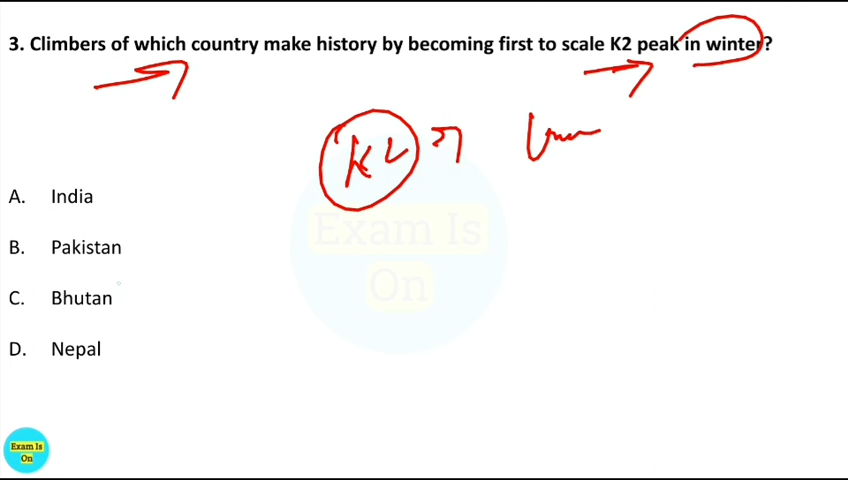 3. Climbers of which country make history by becoming first to scale K2 peak in winter?
K2
A. India
B. Pakistan
C. Bhutan
D. Nepal
Exam Is
On
Exam Is
On